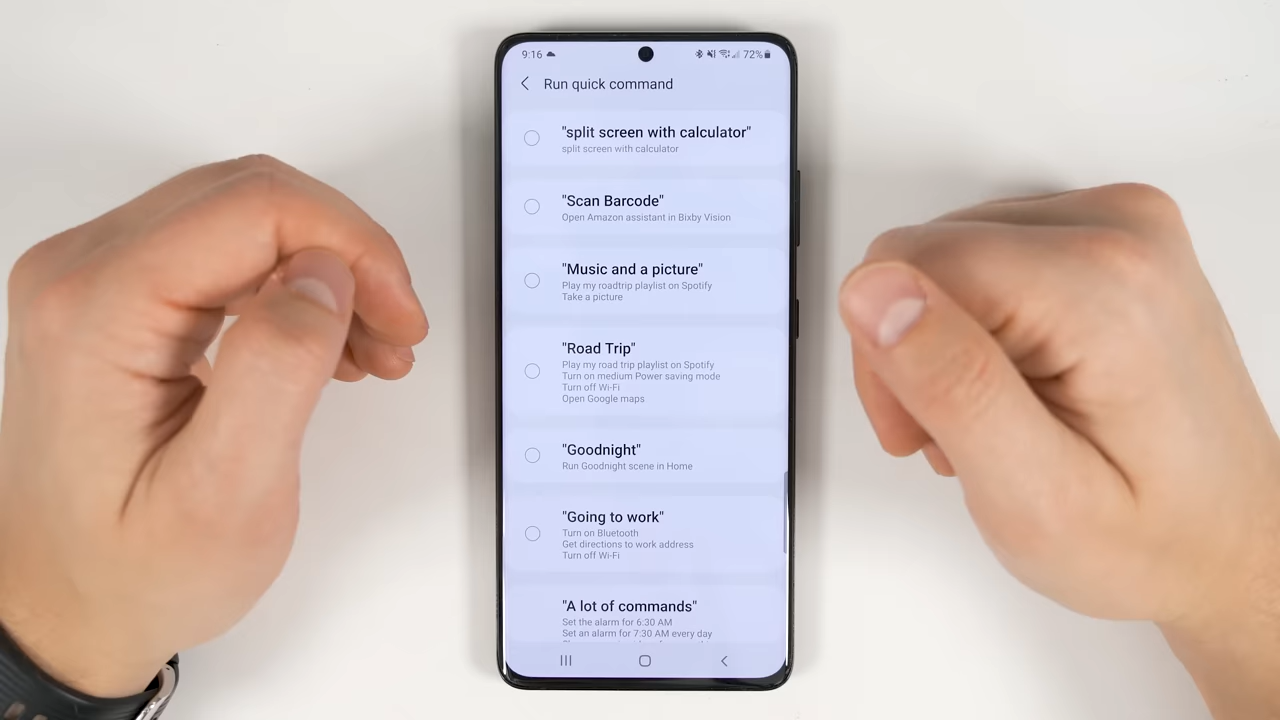 9:16
72%
Run quick command
"split screen with calculator"
split screen with calculator
"Scan Barcode"
Open Amazon assistant in Bixby Vision
"Music and a picture"
Play my roadtrip playlist on Spotify
Take a picture
"Road Trip"
Play my road trip playlist on Spotify
Turn on medium Power saving mode
Turn off Wi-Fi
Open Google maps
"Goodnight"
Run Goodnight scene in Home
"Going to work"
Turn on Bluetooth
Get directions to work address
Turn off Wi-Fi
"A lot of commands"
Set the alarm for 6:30 AM
Set an alarm for 7:30 AM every day